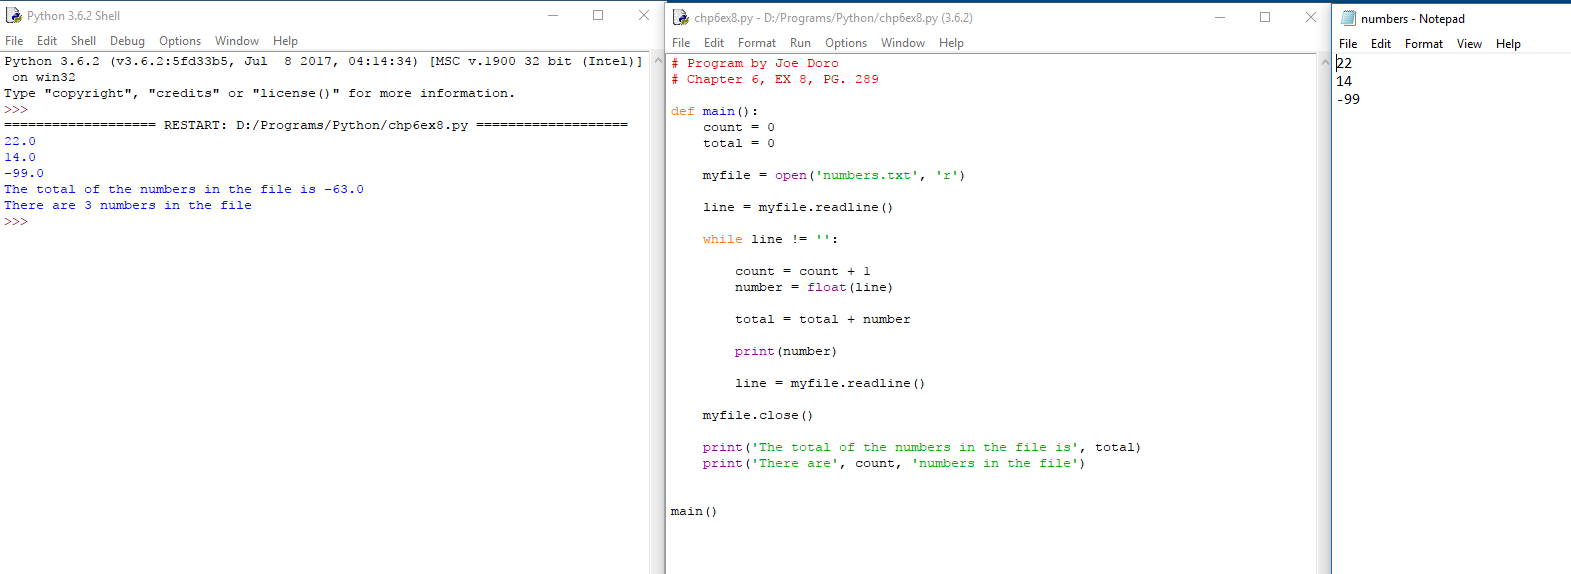 Python 3.6.2 Shell
File Edit Shell Debug Options Window Help
Python 3.6.2 (v3.6.2:5fd33b5, Jul  8 2017, 04:14:34) [MSC v.1900 32 bit (Intel)]
 on win32
Type "copyright", "credits" or "license()" for more information.
>>>
=================== RESTART: D:/Programs/Python/chp6ex8.py ===================
22.0
14.0
-99.0
The total of the numbers in the file is -63.0
There are 3 numbers in the file
>>>
chp6ex8.py - D:/Programs/Python/chp6ex8.py (3.6.2)
File Edit Format Run Options Window Help
# Program by Joe Doro
# Chapter 6, EX 8, PG. 289
def main():
    count = 0
    total = 0
    myfile = open('numbers.txt', 'r')
    line = myfile.readline()
    while line != '':
        count = count + 1
        number = float(line)
        total = total + number
        print(number)
        line = myfile.readline()
    myfile.close()
    print('The total of the numbers in the file is', total)
    print('There are', count, 'numbers in the file')
main()
numbers - Notepad
File Edit Format View Help
22
14
-99